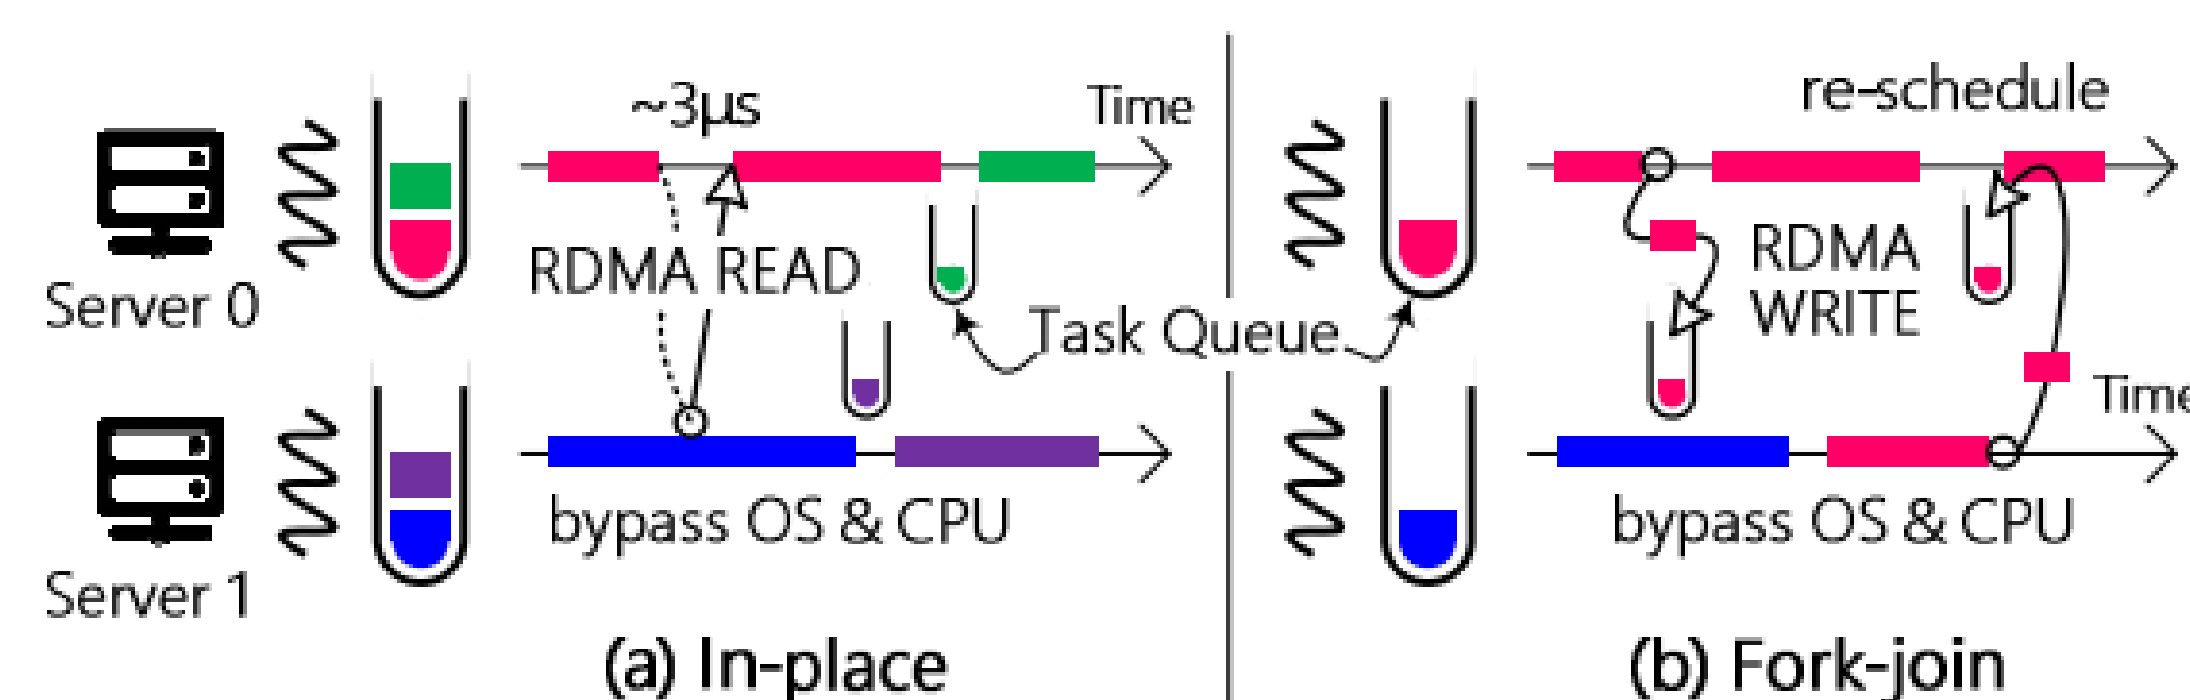 ~3μs
Time
RDMA READ
Server 0
Task Queue
bypass OS & CPU
Server 1
(a) In-place
re-schedule
RDMA
WRITE
Time
bypass OS & CPU
(b) Fork-join